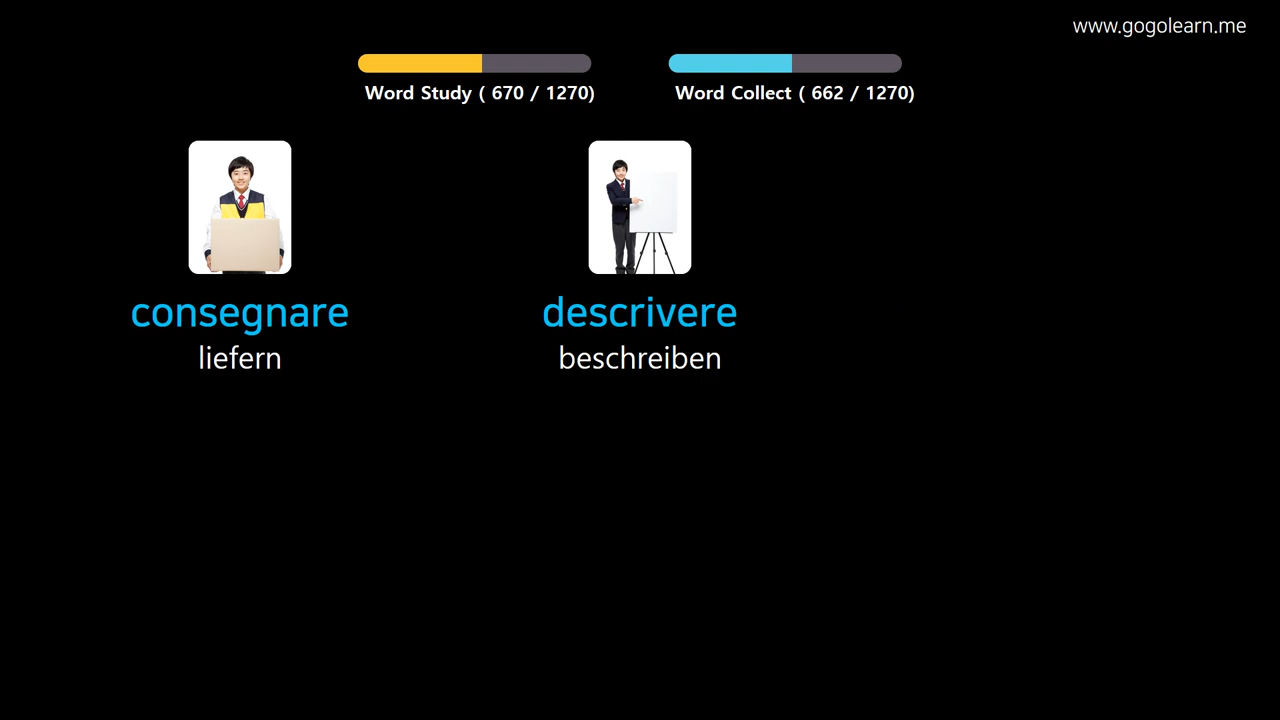 www.gogolearn.me
Word Study ( 670 / 1270)
Word Collect ( 662 / 1270)
consegnare
liefern
descrivere
beschreiben